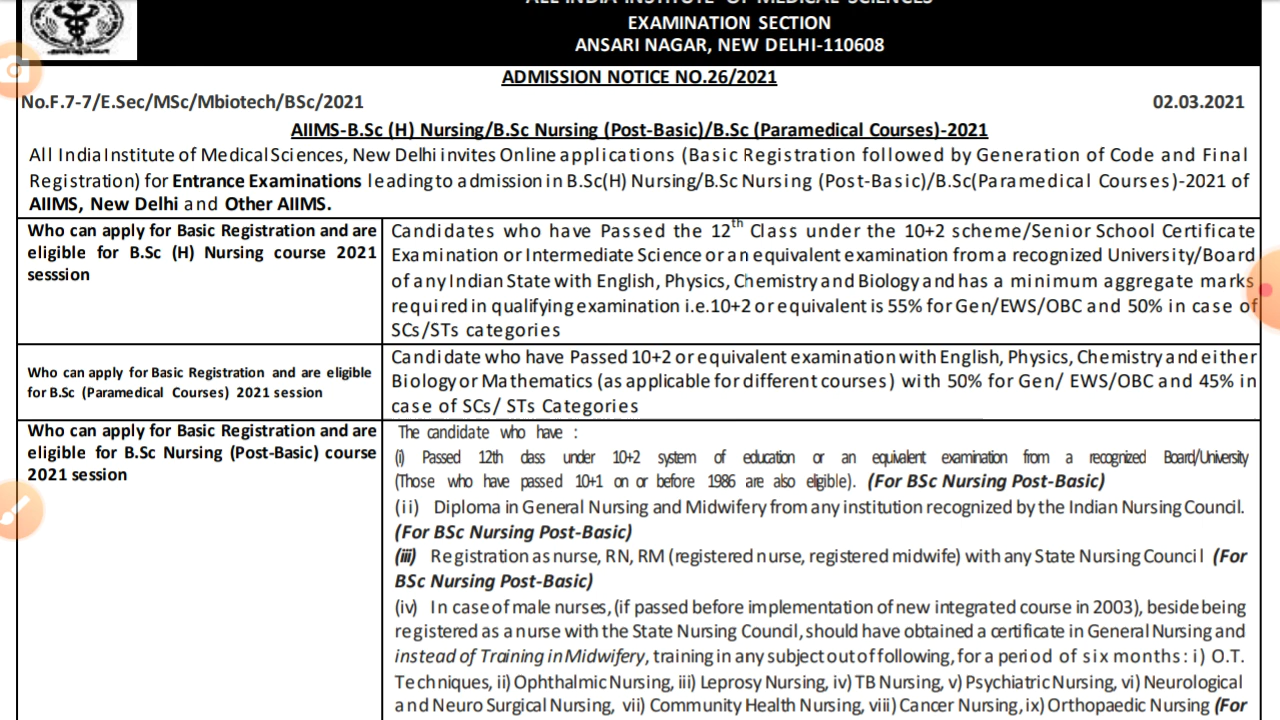 ALL INDIA INSTITUTE OF MEDICAL SCIENCES
EXAMINATION SECTION
ANSARI NAGAR, NEW DELHI-110608
ADMISSION NOTICE NO.26/2021
No.F.7-7/E.Sec/MSc/Mbiotech/BSc/2021 02.03.2021
AIIMS-B.Sc (H) Nursing/B.Sc Nursing (Post-Basic)/B.Sc (Paramedical Courses)-2021
All India Institute of Medical Sciences, New Delhi invites Online applications (Basic Registration followed by Generation of Code and Final
Registration) for Entrance Examinations leading to admission in B.Sc(H) Nursing/B.Sc Nursing (Post-Basic)/B.Sc(Paramedical Courses)-2021 of
AIIMS, New Delhi and Other AIIMS.
Who can apply for Basic Registration and are
eligible for B.Sc (H) Nursing course 2021
sesssion
Candidates who have Passed the 12th Class under the 10+2 scheme/Senior School Certificate
Examination or Intermediate Science or an equivalent examination from a recognized University/Board
of any Indian State with English, Physics, Chemistry and Biology and has a minimum aggregate marks
required in qualifying examination i.e.10+2 or equivalent is 55% for Gen/EWS/OBC and 50% in case of
SCs/STs categories
Who can apply for Basic Registration and are eligible
for B.Sc (Paramedical Courses) 2021 session
Candidate who have Passed 10+2 or equivalent examination with English, Physics, Chemistry and either
Biology or Mathematics (as applicable for different courses) with 50% for Gen/ EWS/OBC and 45% in
case of SCs/ STs Categories
Who can apply for Basic Registration and are
eligible for B.Sc Nursing (Post-Basic) course
2021 session
The candidate who have :
(i) Passed 12th class under 10+2 system of education or an equivalent examination from a recognized Board/University
(Those who have passed 10+1 on or before 1986 are also eligible). (For BSc Nursing Post-Basic)
(ii) Diploma in General Nursing and Midwifery from any institution recognized by the Indian Nursing Council.
(For BSc Nursing Post-Basic)
(iii) Registration as nurse, RN, RM (registered nurse, registered midwife) with any State Nursing Council (For
BSc Nursing Post-Basic)
(iv) In case of male nurses, (if passed before implementation of new integrated course in 2003), beside being
registered as a nurse with the State Nursing Council, should have obtained a certificate in General Nursing and
instead of Training in Midwifery, training in any subject out of following, for a period of six months : i) O.T.
Techniques, ii) Ophthalmic Nursing, iii) Leprosy Nursing, iv) TB Nursing, v) Psychiatric Nursing, vi) Neurological
and Neuro Surgical Nursing, vii) Community Health Nursing, viii) Cancer Nursing, ix) Orthopaedic Nursing (For